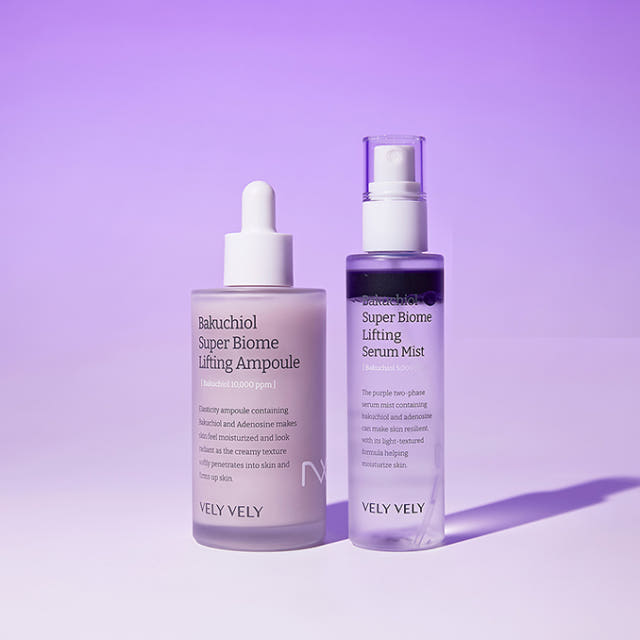 Bakuchiol
Super Biome
Lifting Ampoule
[ Bakuchiol 10,000 ppm ]
Elasticity ampoule containing
Bakuchiol and Adenosine makes
skin feel moisturized and look
radiant as the creamy texture
softly penetrates into skin and
firms up skin.
VELY VELY
Bakuchiol
Super Biome
Lifting
Serum Mist
[ Bakuchiol
The purple two-phase
serum mist containing
bakuchiol and adenosine
can make skin resilient,
with its light-textured
formula helping
moisturize skin.
VELY VELY